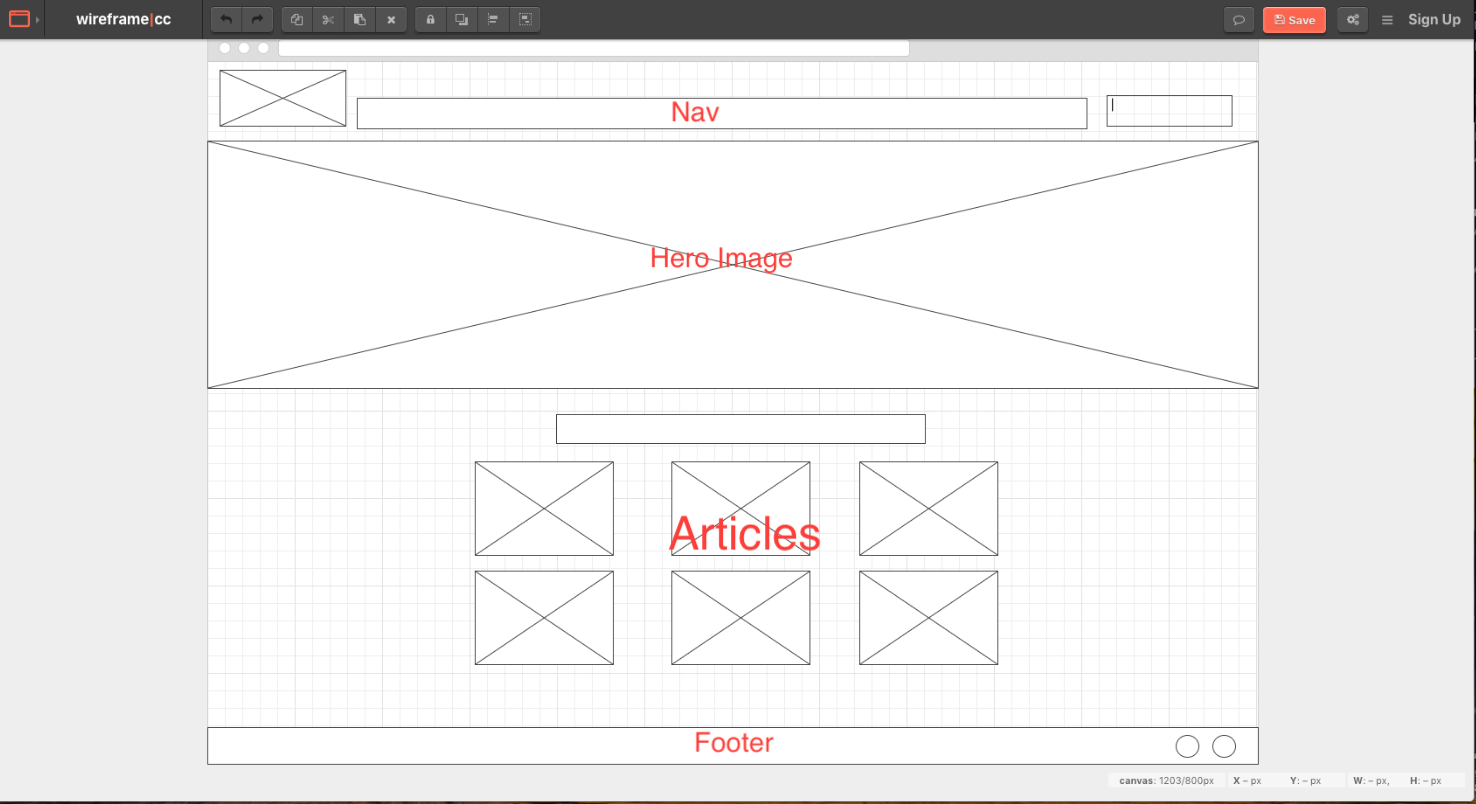 wireframe|cc
Save
Sign Up
Nav
Hero Image
Articles
Footer
canvas: 1203/800px X – px Y: – px W: – px, H: – px